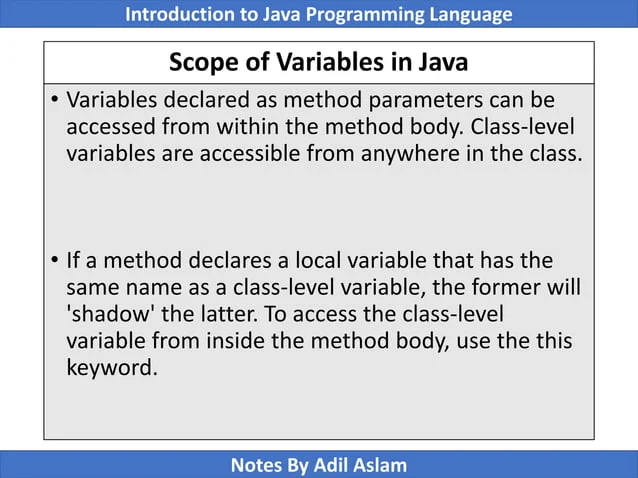 Introduction to Java Programming Language
Scope of Variables in Java
• Variables declared as method parameters can be
accessed from within the method body. Class-level
variables are accessible from anywhere in the class.
• If a method declares a local variable that has the
same name as a class-level variable, the former will
'shadow' the latter. To access the class-level
variable from inside the method body, use the this
keyword.
Notes By Adil Aslam